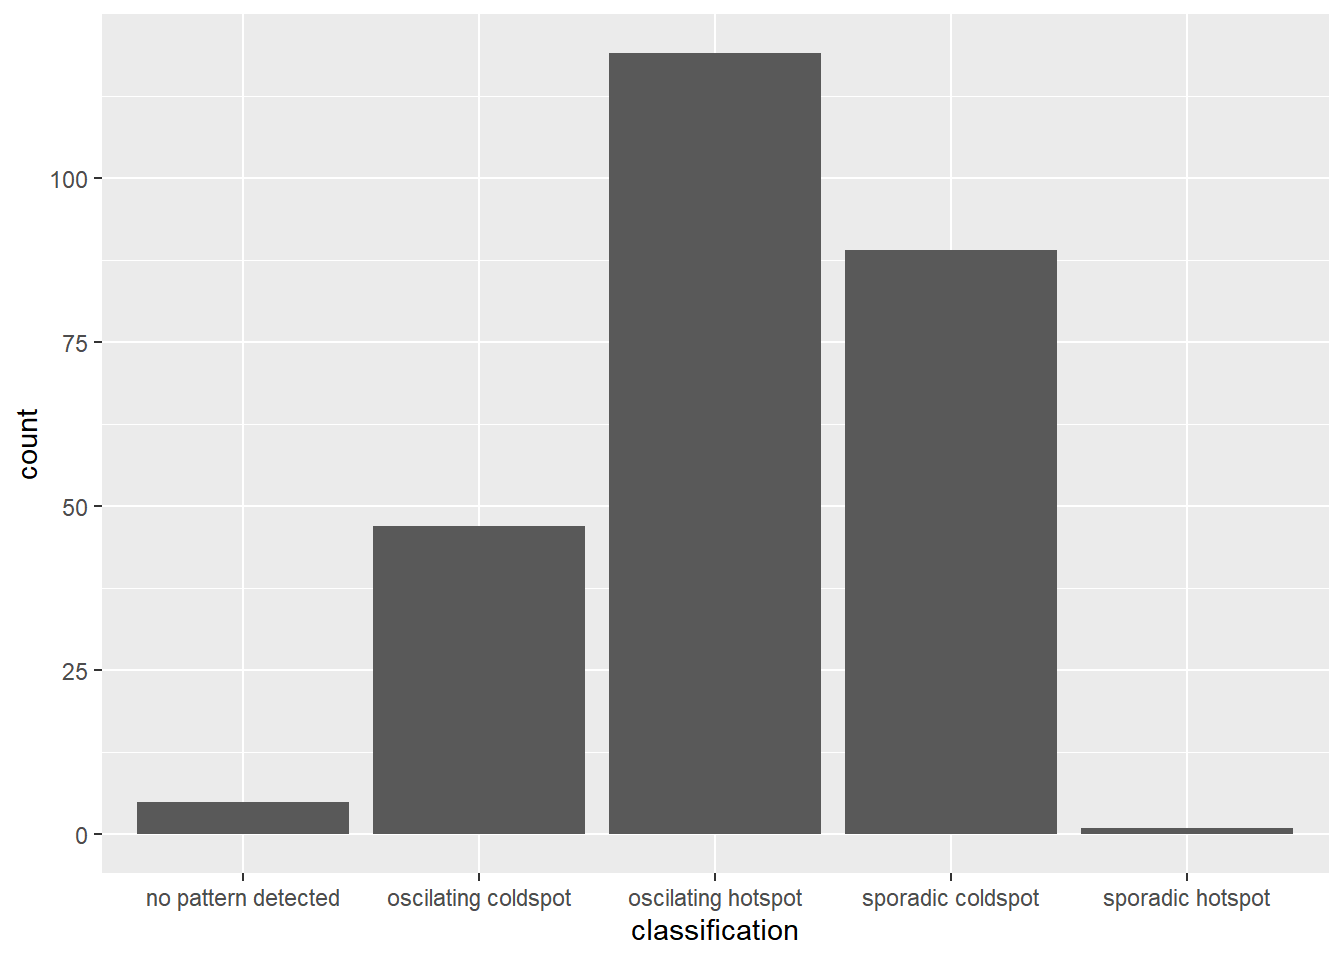 count
100
75
50
25
0
no pattern detected
oscilating coldspot
oscilating hotspot
sporadic coldspot
sporadic hotspot
classification